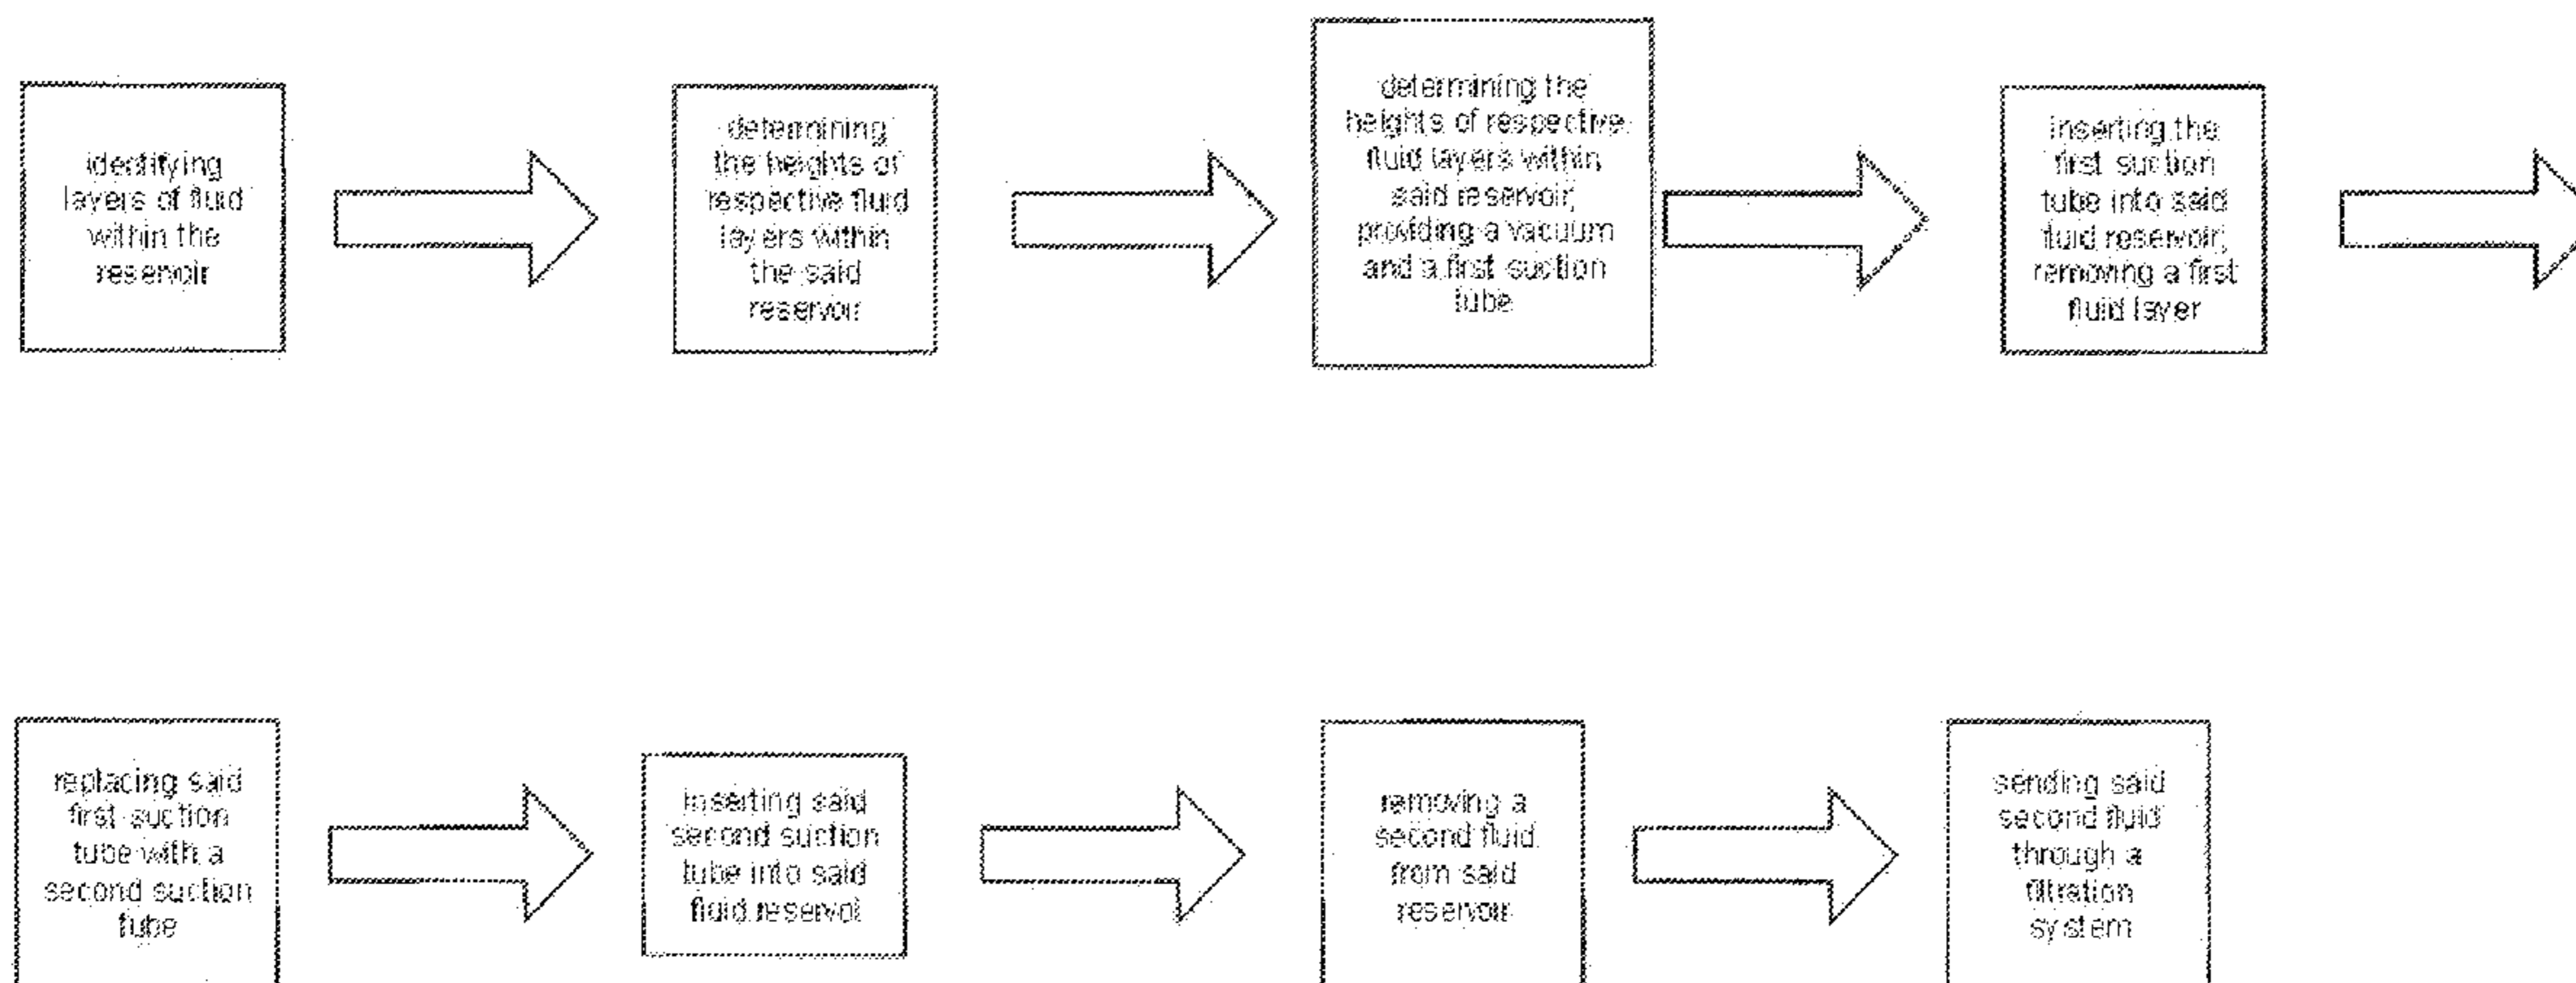 identifying
layers of fluid
within the
reservoir
determining
the heights of
respective fluid
layers within
the said
reservoir
determining the
heights of respective
fluid layers within
said reservoir;
providing a vacuum
and a first suction
tube
inserting the
first suction
tube into said
fluid reservoir;
removing a first
fluid layer
replacing said
first suction
tube with a
second suction
tube
inserting said
second suction
tube into said
fluid reservoi
removing a
second fluid
from said
reservoir
sending said
second fluid
through a
filtration
system